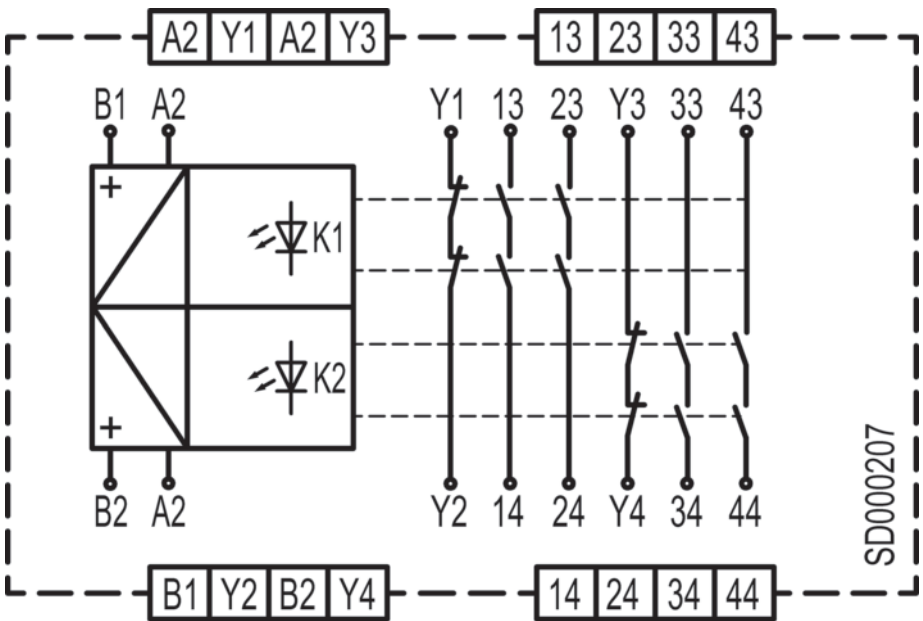 A2 Y1 A2 Y3 13 23 33 43
B1 A2 Y1 13 23 Y3 33 43
+
K1
K2
+
B2 A2 Y2 14 24 Y4 34 44
SD000207
B1 Y2 B2 Y4 14 24 34 44